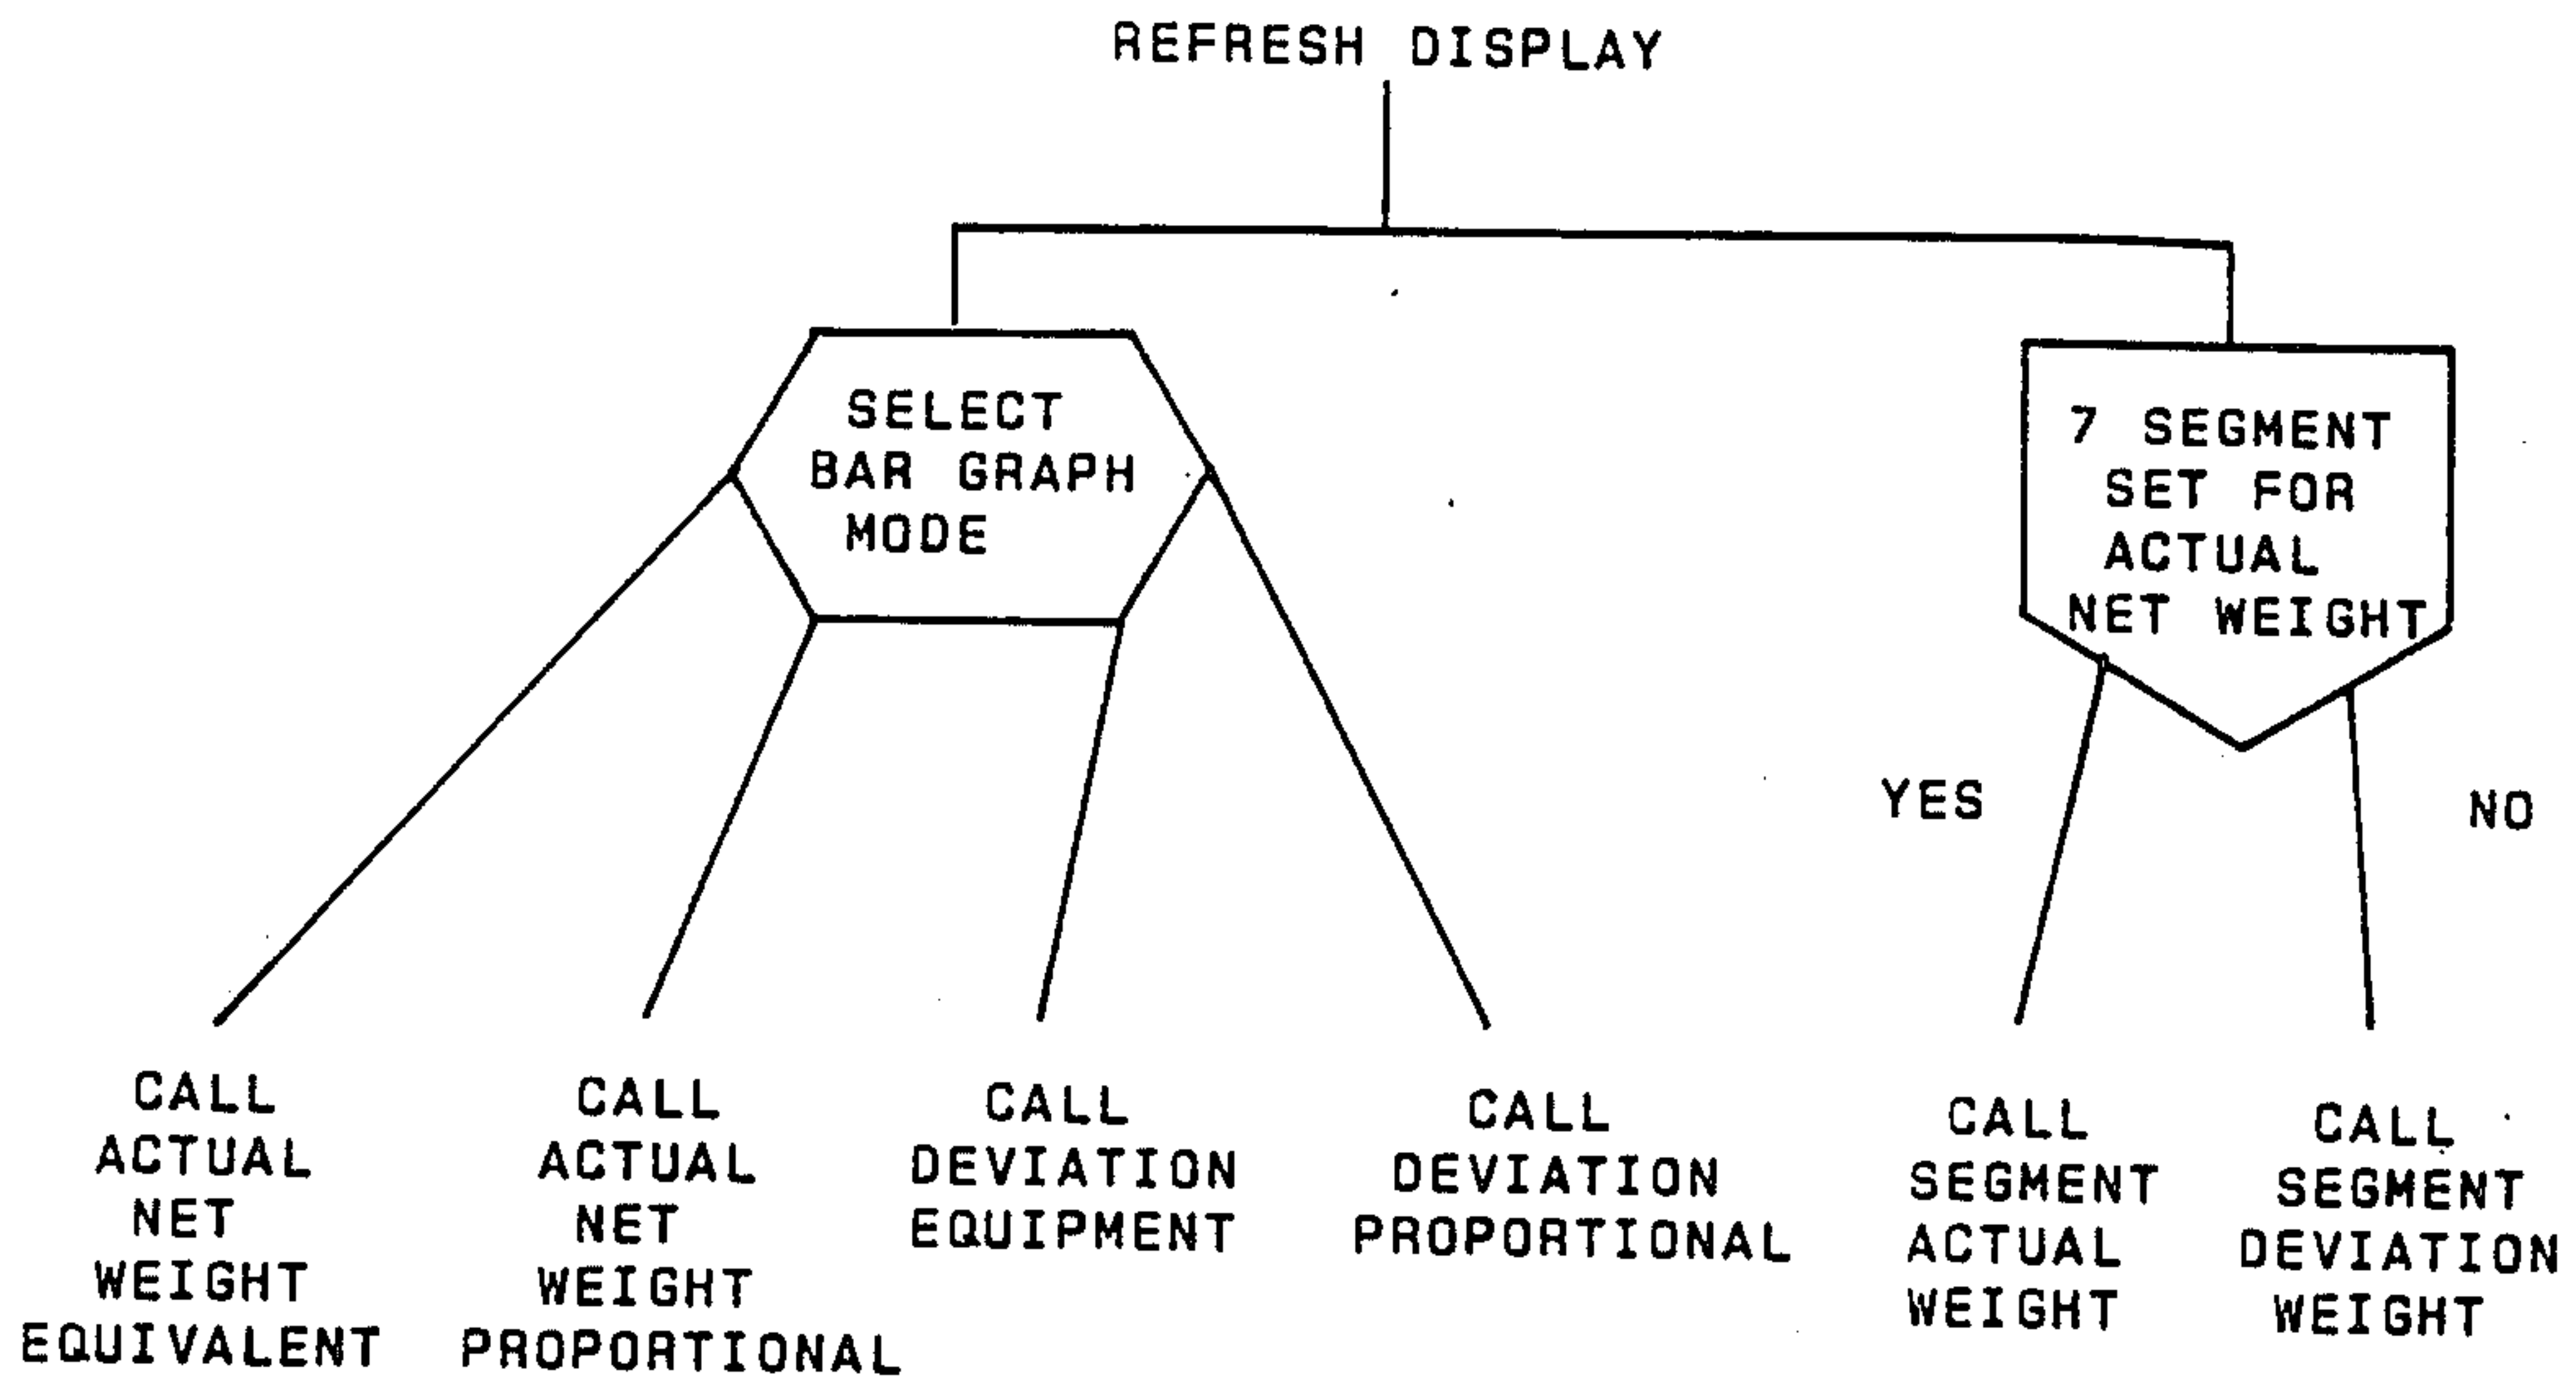 REFRESH DISPLAY
SELECT
BAR GRAPH
MODE
7 SEGMENT
SET FOR
ACTUAL
NET WEIGHT
YES
NO
CALL
ACTUAL
NET
WEIGHT
EQUIVALENT
CALL
ACTUAL
NET
WEIGHT
PROPORTIONAL
CALL
DEVIATION
EQUIPMENT
CALL
DEVIATION
PROPORTIONAL
CALL
SEGMENT
ACTUAL
WEIGHT
CALL
SEGMENT
DEVIATION
WEIGHT